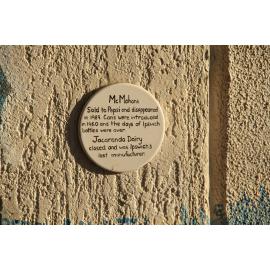 McMahons
Sold to Pepsi and disappeared
in 1989. Cans were introduced
in 1960 and the days of Ipswich
bottles were over.
Jacaranda Dairy
closed and was Ipswich's
last manufacturer